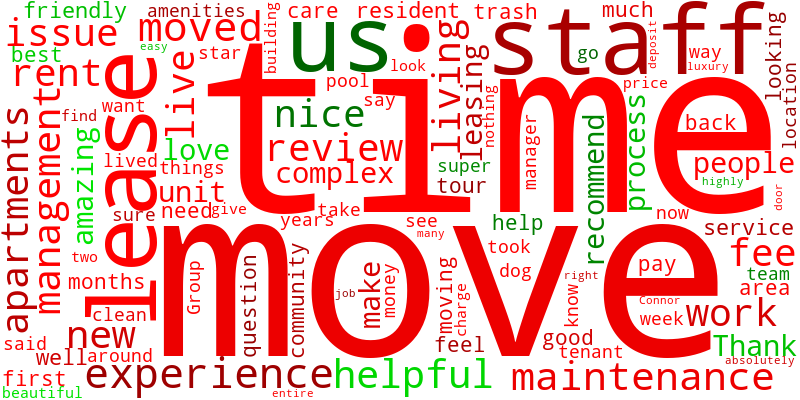 friendly
amenities
care
resident
trash
much
issue
moved
us
staff
looking
best
star
building
look
go
way
luxury
deposit
easy
rent
lease
live
pool
say
time
living
leasing
nothing
price
location
want
nice
manager
recommend
process
back
find
apartments
management
amazing
lived
love
things
review
complex
super
tour
people
highly
door
unit
need
give
sure
years
take
see
many
help
now
service
two
months
move
took
dog
fee
team
pay
area
Group
question
community
make
money
job
moving
charge
right
know
Connor
week
work
clean
new
said
well
around
feel
good
tenant
Thank
absolutely
first
beautiful
experience
helpful
entire
maintenance